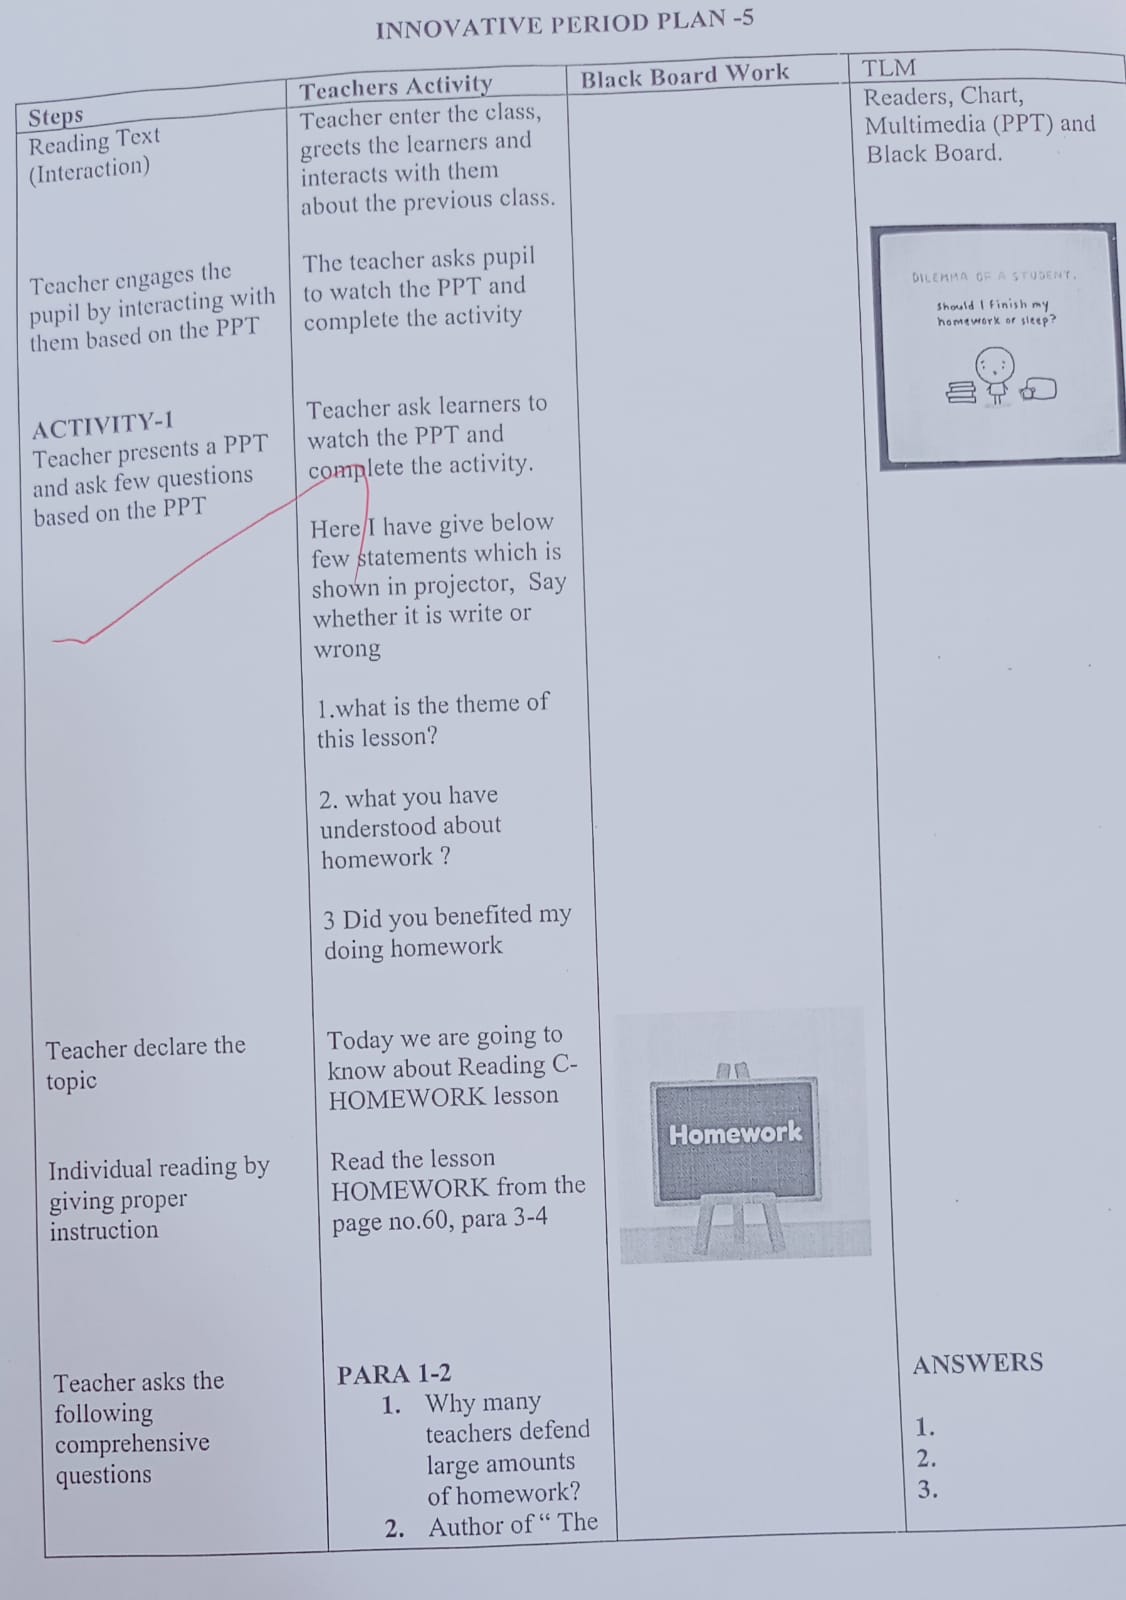 INNOVATIVE PERIOD PLAN -5
Steps
Teachers Activity
Black Board Work
TLM
Reading Text
(Interaction)
Teacher enter the class,
greets the learners and
interacts with them
about the previous class.
Readers, Chart,
Multimedia (PPT) and
Black Board.
Teacher engages the
pupil by interacting with
them based on the PPT
The teacher asks pupil
to watch the PPT and
complete the activity
DILEMMA OF A STUDENT.
Should I finish my
homework or sleep?
ACTIVITY-1
Teacher presents a PPT
and ask few questions
based on the PPT
Teacher ask learners to
watch the PPT and
complete the activity.
Here I have give below
few statements which is
shown in projector, Say
whether it is write or
wrong
1.what is the theme of
this lesson?
2. what you have
understood about
homework ?
3 Did you benefited my
doing homework
Teacher declare the
topic
Today we are going to
know about Reading C-
HOMEWORK lesson
Homework
Individual reading by
giving proper
instruction
Read the lesson
HOMEWORK from the
page no.60, para 3-4
Teacher asks the
following
comprehensive
questions
PARA 1-2
1. Why many
teachers defend
large amounts
of homework?
2. Author of “ The
ANSWERS
1.
2.
3.